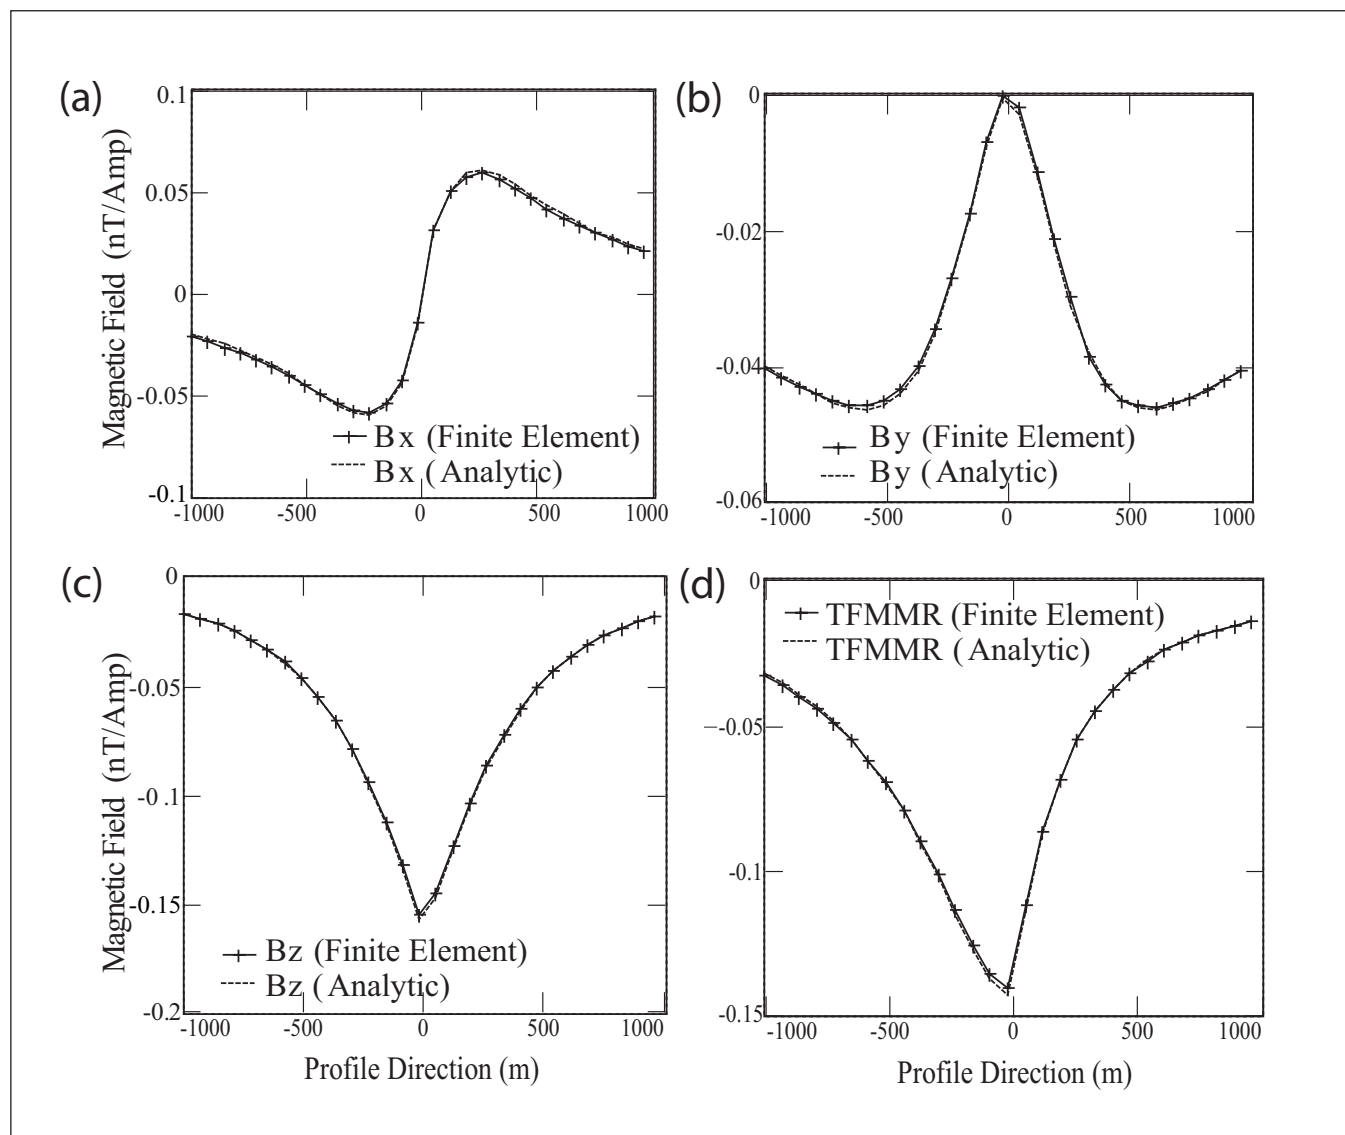 (a)
0.1
0.05
0
-0.05
-0.1
Magnetic Field (nT/Amp)
Bx (Finite Element)
Bx (Analytic)
-1000 -500 0 500 1000
(b)
0
-0.02
-0.04
-0.06
By (Finite Element)
By (Analytic)
-1000 -500 0 500 1000
(c)
0
-0.05
-0.1
-0.15
-0.2
Magnetic Field (nT/Amp)
Bz (Finite Element)
Bz (Analytic)
-1000 -500 0 500 1000
Profile Direction (m)
(d)
0
-0.05
-0.1
-0.15
TFMMR (Finite Element)
TFMMR (Analytic)
-1000 -500 0 500 1000
Profile Direction (m)